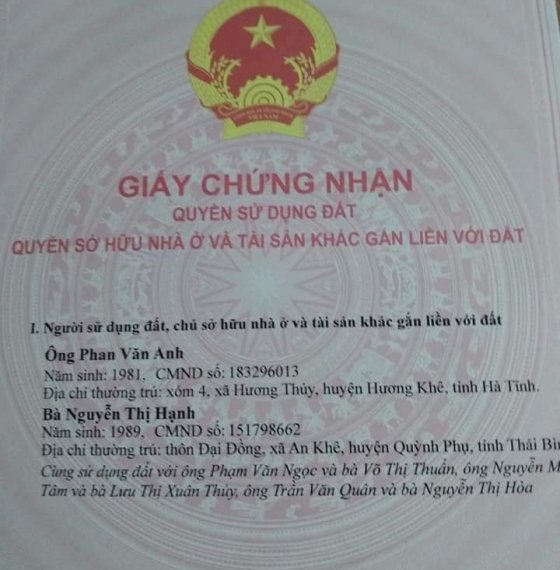 VIỆT NAM
GIẤY CHỨNG NHẬN
QUYỀN SỬ DỤNG ĐẤT
QUYỀN SỞ HỮU NHÀ Ở VÀ TÀI SẢN KHÁC GẮN LIỀN VỚI ĐẤT
I. Người sử dụng đất, chủ sở hữu nhà ở và tài sản khác gắn liền với đất
Ông Phan Văn Anh
Năm sinh: 1981, CMND số: 183296013
Địa chỉ thường trú: xóm 4, xã Hương Thủy, huyện Hương Khê, tỉnh Hà Tĩnh.
Bà Nguyễn Thị Hạnh
Năm sinh: 1989, CMND số: 151798662
Địa chỉ thường trú: thôn Đại Đồng, xã An Khê, huyện Quỳnh Phụ, tỉnh Thái Bì
Cùng sử dụng đất với ông Phạm Văn Ngọc và bà Võ Thị Thuần, ông Nguyễn M
Tâm và bà Lưu Thị Xuân Thủy, ông Trần Văn Quân và bà Nguyễn Thị Hòa